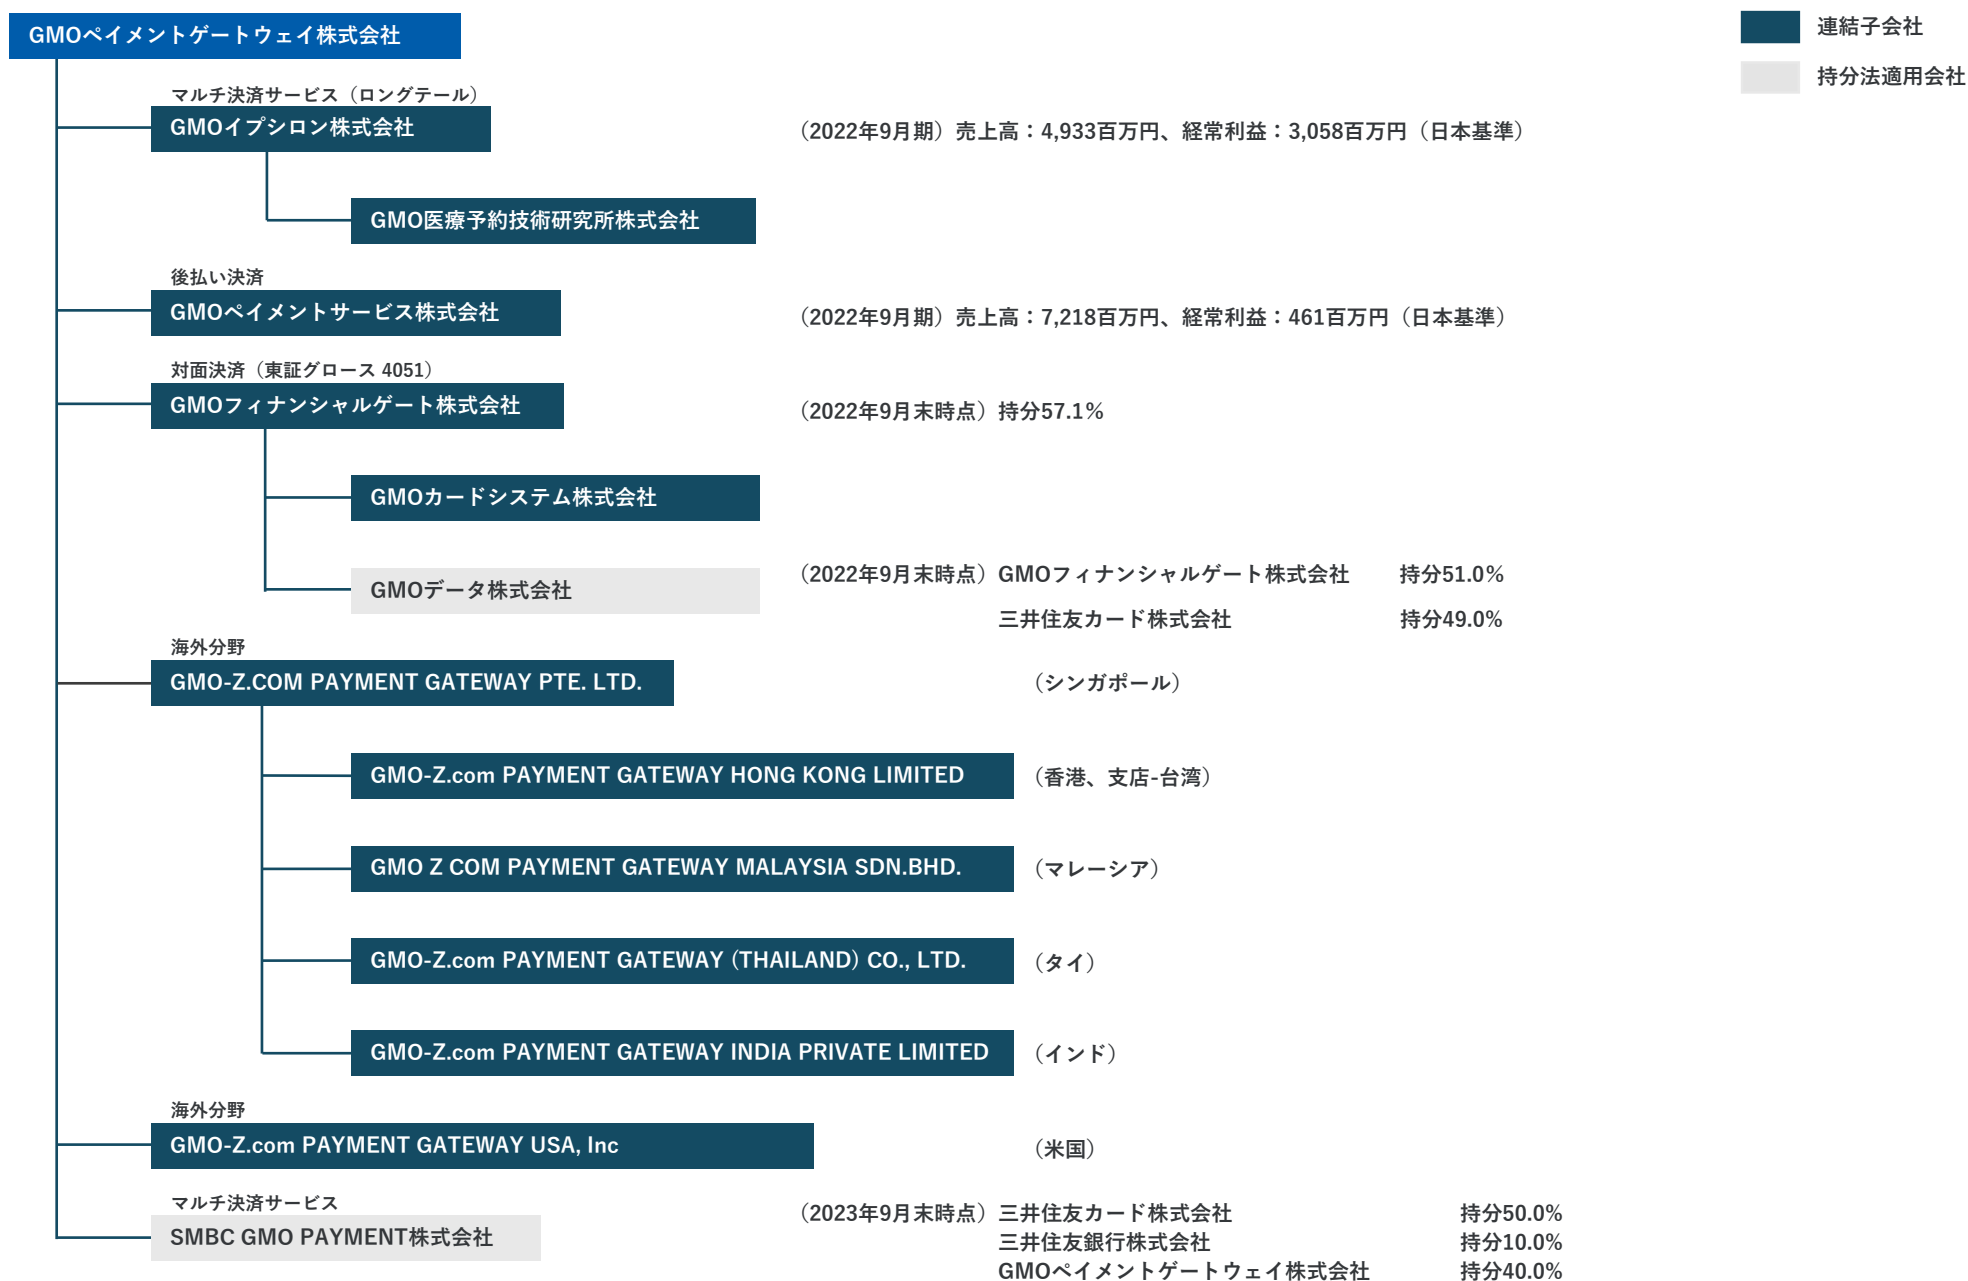 GMOペイメントゲートウェイ株式会社
連結子会社
持分法適用会社
マルチ決済サービス（ロングテール）
GMOイプシロン株式会社
（2022年9月期）売上高：4,933百万円、経常利益：3,058百万円（日本基準）
GMO医療予約技術研究所株式会社
後払い決済
GMOペイメントサービス株式会社
（2022年9月期）売上高：7,218百万円、経常利益：461百万円（日本基準）
対面決済（東証グロース 4051）
GMOフィナンシャルゲート株式会社
（2022年9月末時点）持分57.1%
GMOカードシステム株式会社
GMOデータ株式会社
（2022年9月末時点）GMOフィナンシャルゲート株式会社 持分51.0%
三井住友カード株式会社 持分49.0%
海外分野
GMO-Z.COM PAYMENT GATEWAY PTE. LTD.
（シンガポール）
GMO-Z.com PAYMENT GATEWAY HONG KONG LIMITED
（香港、支店-台湾）
GMO Z COM PAYMENT GATEWAY MALAYSIA SDN.BHD.
（マレーシア）
GMO-Z.com PAYMENT GATEWAY (THAILAND) CO., LTD.
（タイ）
GMO-Z.com PAYMENT GATEWAY INDIA PRIVATE LIMITED
（インド）
海外分野
GMO-Z.com PAYMENT GATEWAY USA, Inc
（米国）
マルチ決済サービス
SMBC GMO PAYMENT株式会社
（2023年9月末時点）三井住友カード株式会社 持分50.0%
三井住友銀行株式会社 持分10.0%
GMOペイメントゲートウェイ株式会社 持分40.0%